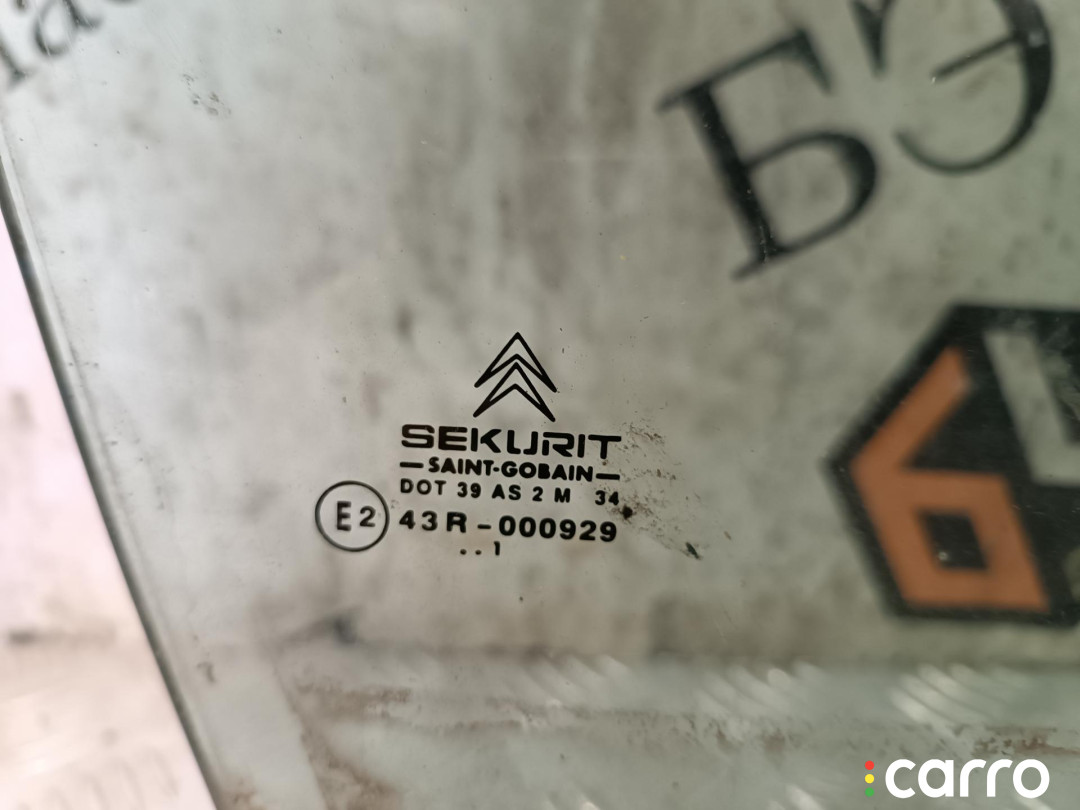 БЭ
SEKURIT
SAINT-GOBAIN
DOT 39 AS 2 M 34
E2 43R-000929
..1
carro